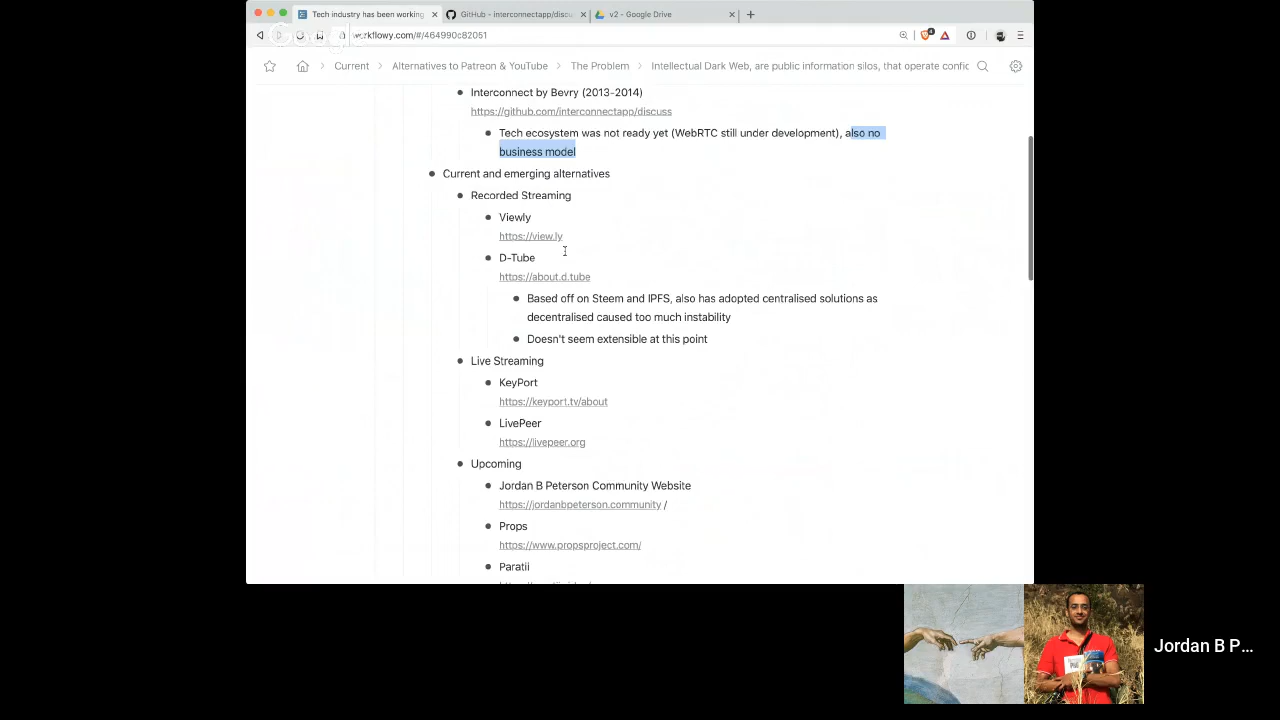 Tech industry has been working
GitHub - interconnectapp/discu
v2 - Google Drive
workflowy.com/#/464990c82051
Current > Alternatives to Patreon & YouTube > The Problem > Intellectual Dark Web, are public information silos, that operate confic
Interconnect by Bevry (2013-2014)
https://github.com/interconnectapp/discuss
Tech ecosystem was not ready yet (WebRTC still under development), also no
business model
Current and emerging alternatives
Recorded Streaming
Viewly
https://view.ly
D-Tube
https://about.d.tube
Based off on Steem and IPFS, also has adopted centralised solutions as
decentralised caused too much instability
Doesn't seem extensible at this point
Live Streaming
KeyPort
https://keyport.tv/about
LivePeer
https://livepeer.org
Upcoming
Jordan B Peterson Community Website
https://jordanbpeterson.community /
Props
https://www.propsproject.com/
Paratii
Jordan B P...